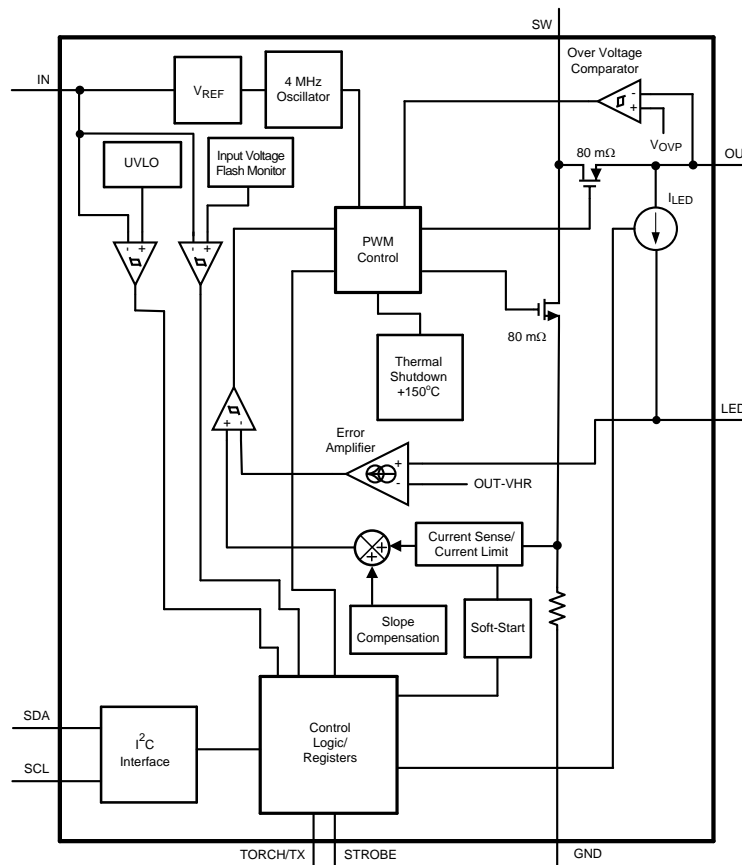 SW
IN
VREF
4 MHz
Oscillator
Over Voltage
Comparator
-
+
VOVP
UVLO
Input Voltage
Flash Monitor
80 mΩ
OU
ILED
- +
- +
PWM
Control
80 mΩ
Thermal
Shutdown
+150°C
+ -
LED
Error
Amplifier
+
-
OUT-VHR
+
+
Current Sense/
Current Limit
Slope
Compensation
Soft-Start
SDA
SCL
I2C
Interface
Control
Logic/
Registers
TORCH/TX
STROBE
GND